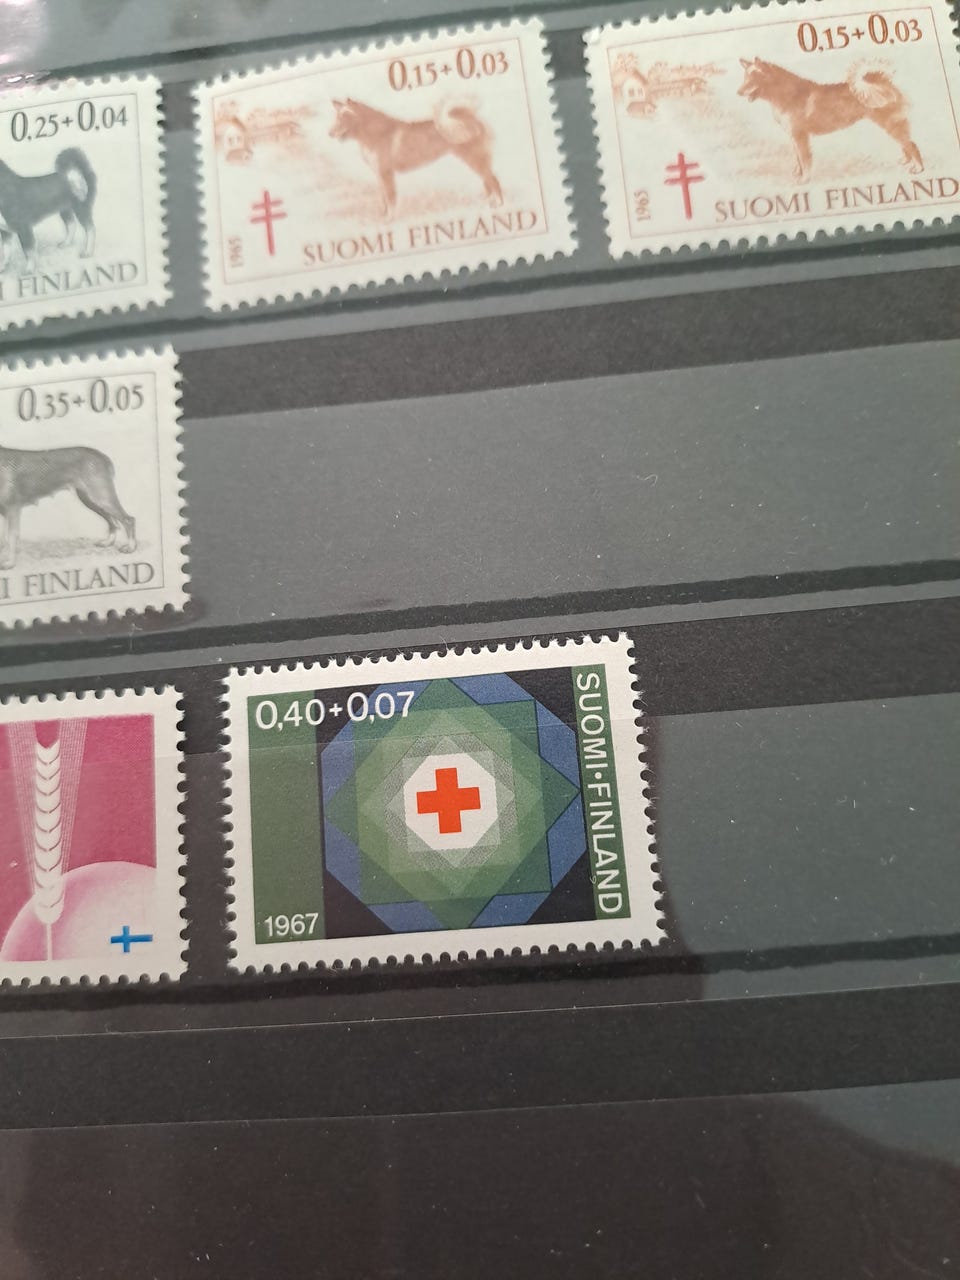 0,25+0,04
I FINLAND
0,15+0,03
1965
SUOMI FINLAND
0,15+0,03
1965
SUOMI FINLAND
0,35+0,05
I FINLAND
0,40+0,07
SUOMI•FINLAND
1967